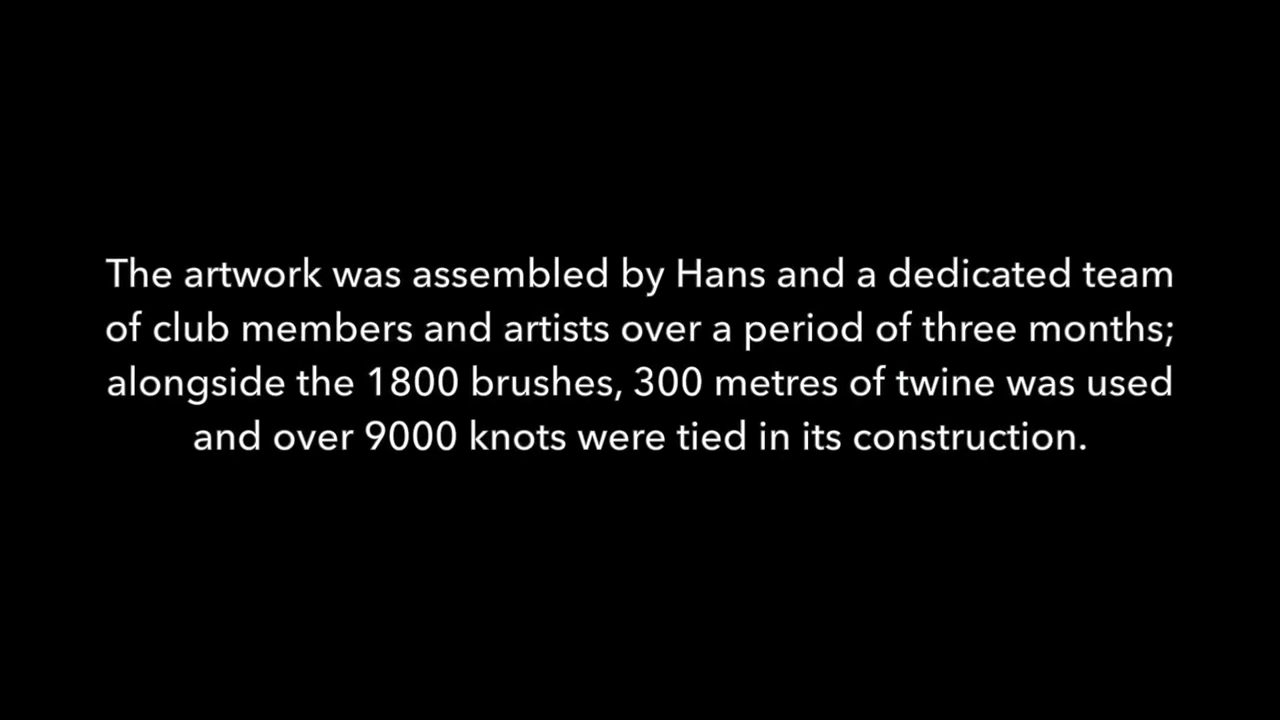 The artwork was assembled by Hans and a dedicated team
of club members and artists over a period of three months;
alongside the 1800 brushes, 300 metres of twine was used
and over 9000 knots were tied in its construction.